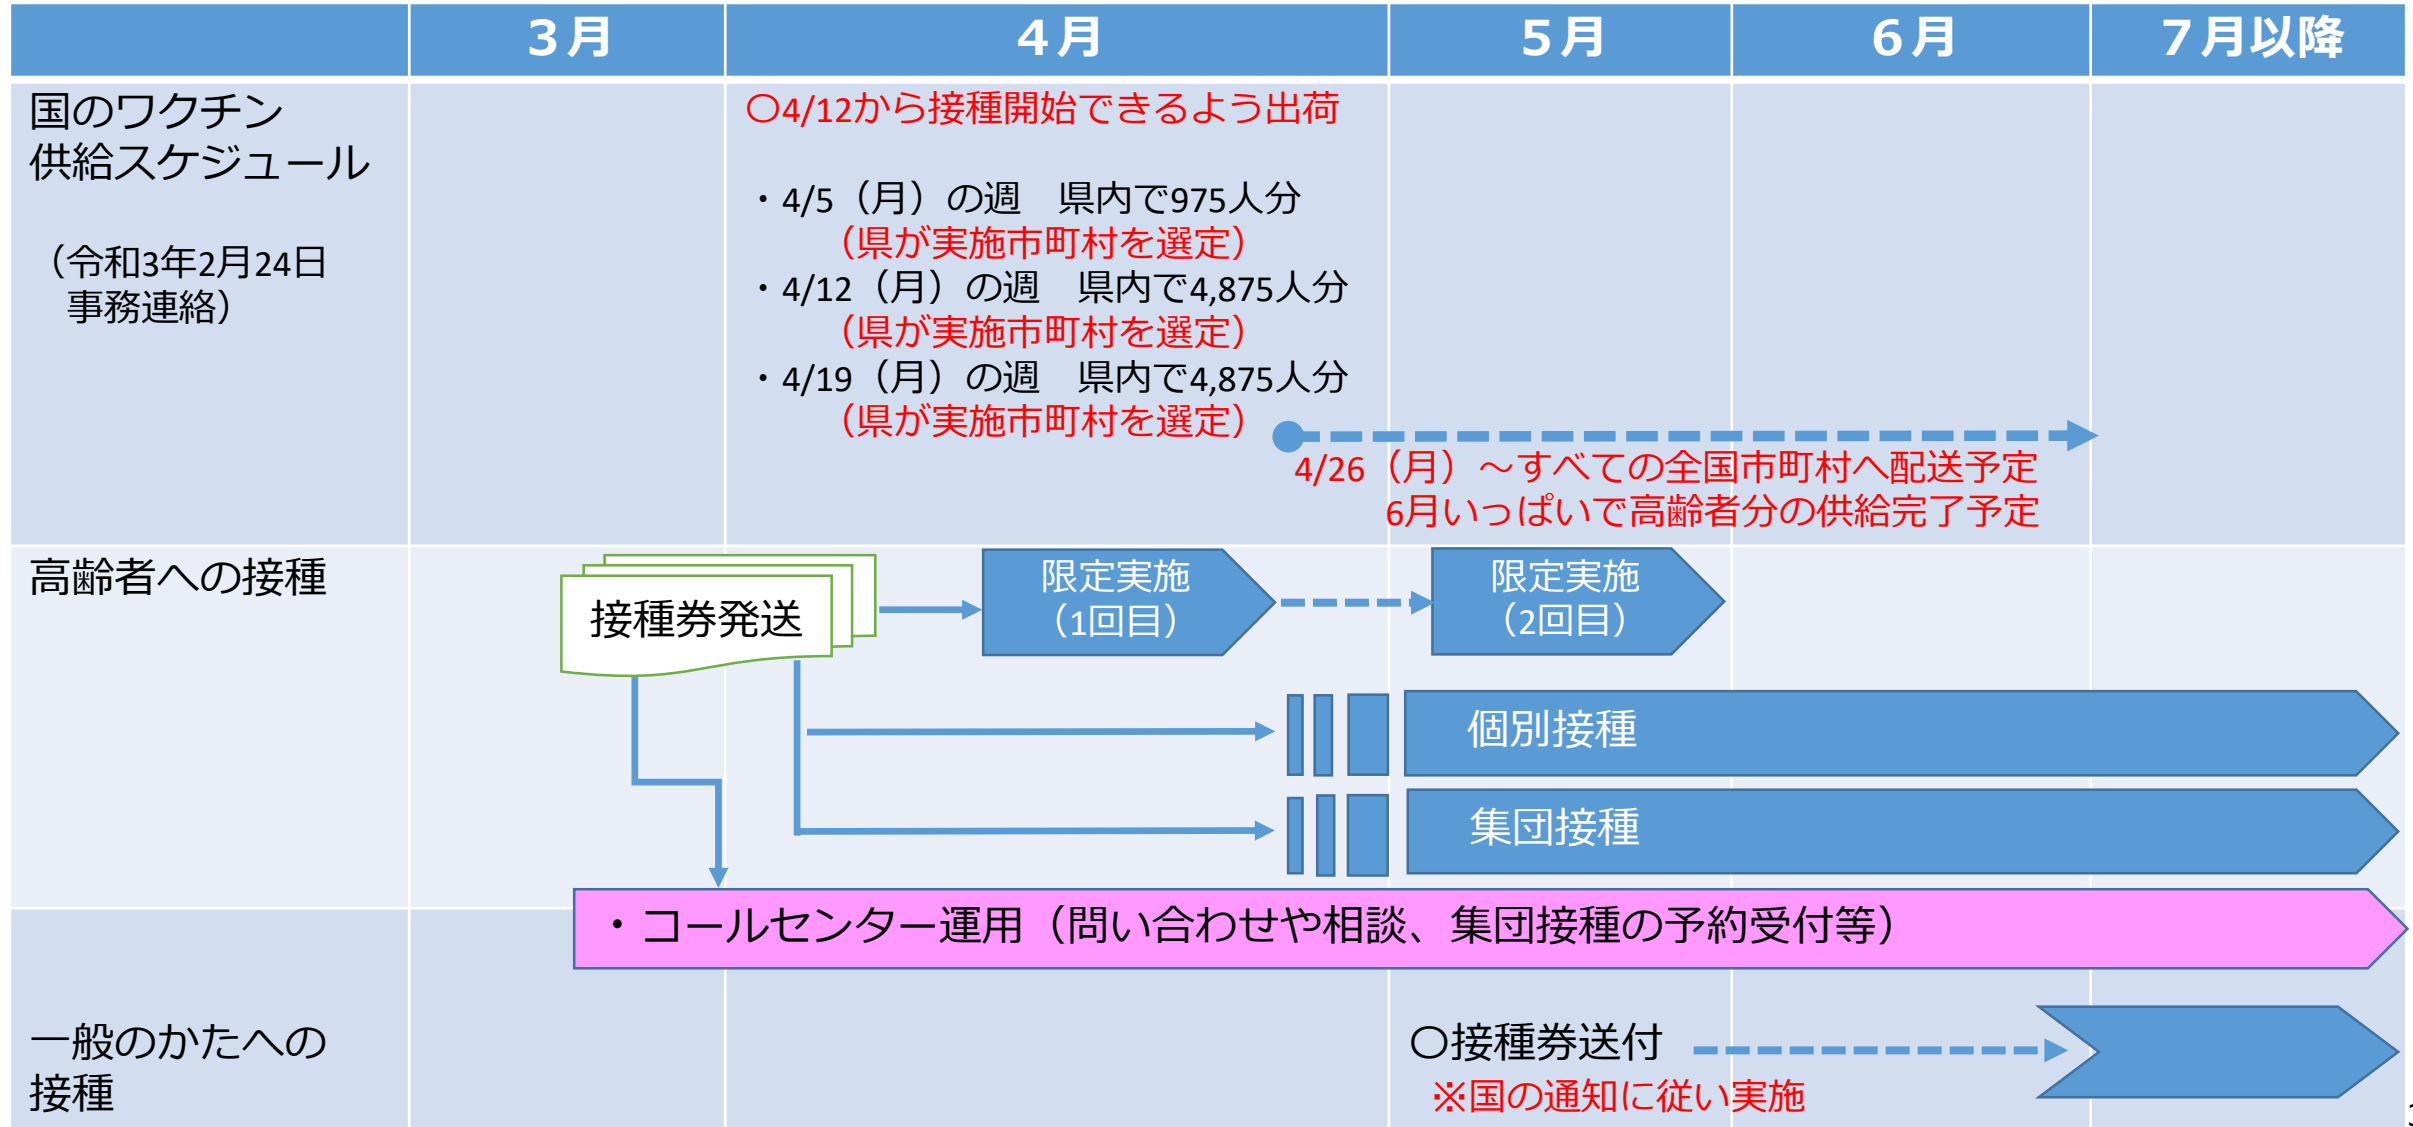 ３月
４月
５月
６月
７月以降
国のワクチン
供給スケジュール
（令和3年2月24日
事務連絡）
〇4/12から接種開始できるよう出荷
・4/5（月）の週　県内で975人分
（県が実施市町村を選定）
・4/12（月）の週　県内で4,875人分
（県が実施市町村を選定）
・4/19（月）の週　県内で4,875人分
（県が実施市町村を選定）
4/26（月）～すべての全国市町村へ配送予定
6月いっぱいで高齢者分の供給完了予定
高齢者への接種
接種券発送
限定実施
（1回目）
限定実施
（2回目）
個別接種
集団接種
・コールセンター運用（問い合わせや相談、集団接種の予約受付等）
一般のかたへの
接種
〇接種券送付
※国の通知に従い実施